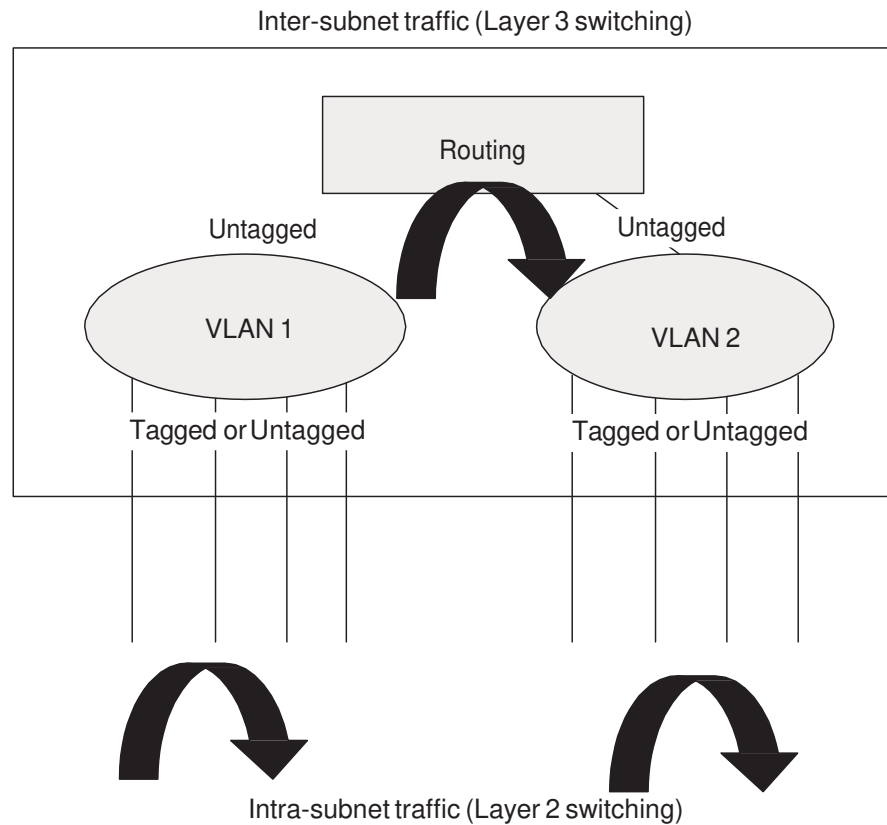 Inter-subnet traffic (Layer 3 switching)
Routing
Untagged
Untagged
VLAN 1
VLAN 2
Tagged or Untagged
Tagged or Untagged
Intra-subnet traffic (Layer 2 switching)